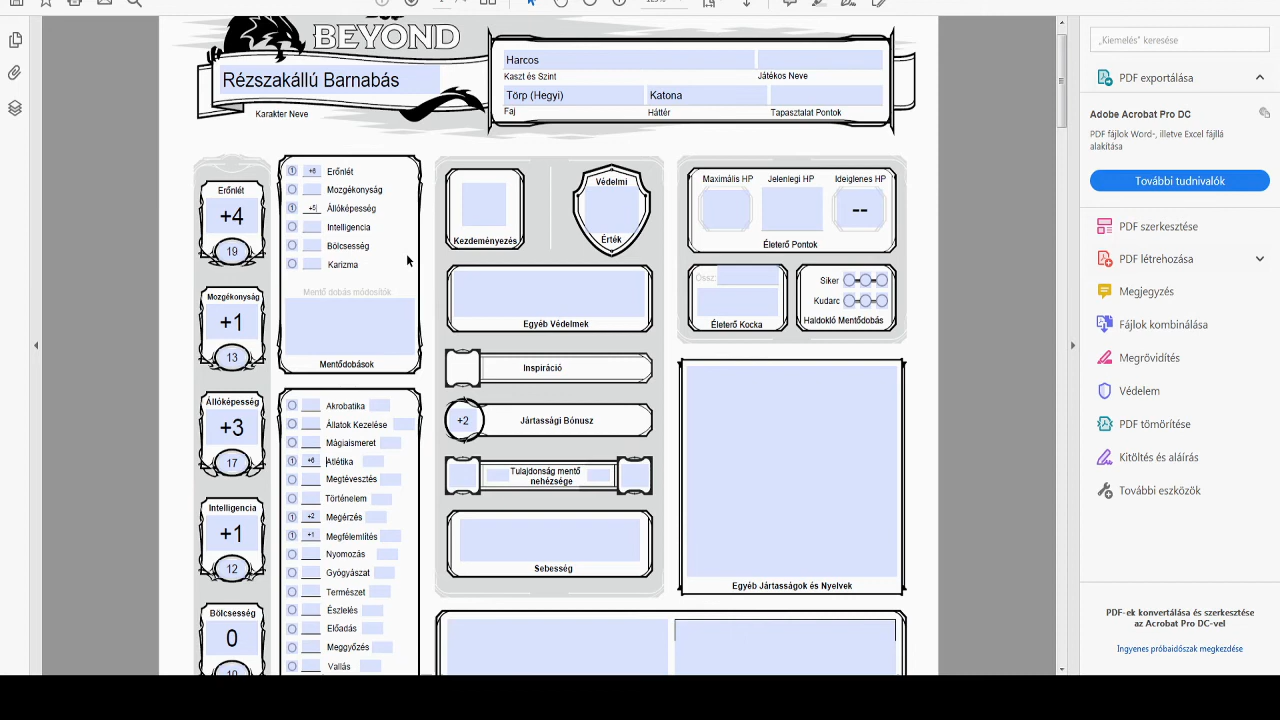 BEYOND
Rézszakállú Barnabás
Karakter Neve
Harcos
Kaszt és Szint
Játékos Neve
Törp (Hegyi)
Katona
Faj
Háttér
Tapasztalat Pontok
Erőnlét
+4
19
Mozgékonyság
+1
13
Állóképesség
+3
17
Intelligencia
+1
12
Bölcsesség
0
1 +6 Erőnlét
Mozgékonyság
1 +5 Állóképesség
Intelligencia
Bölcsesség
Karizma
Mentő dobás módosítók
Mentődobások
Akrobatika
Állatok Kezelése
Mágiaismeret
1 +6 Atlétika
Megtévesztés
Történelem
1 +2 Megérzés
1 +1 Megfélemlítés
Nyomozás
Gyógyászat
Természet
Észlelés
Előadás
Meggyőzés
Vallás
Kezdeményezés
Védelmi
Érték
Egyéb Védelmek
Inspiráció
+2
Jártassági Bónusz
Tulajdonság mentő
nehézsége
Sebesség
Maximális HP
Jelenlegi HP
Ideiglenes HP
--
Életerő Pontok
Össz:
Életerő Kocka
Siker
Kudarc
Haldokló Mentődobás
Egyéb Jártasságok és Nyelvek
„Kiemelés” keresése
PDF exportálása
Adobe Acrobat Pro DC
PDF fájlok Word-, illetve Excel fájllá
alakítása
További tudnivalók
PDF szerkesztése
PDF létrehozása
Megjegyzés
Fájlok kombinálása
Megrövidítés
Védelem
PDF tömörítése
Kitöltés és aláírás
További eszközök
PDF-ek konvertálása és szerkesztése
az Acrobat Pro DC-vel
Ingyenes próbaidőszak megkezdése